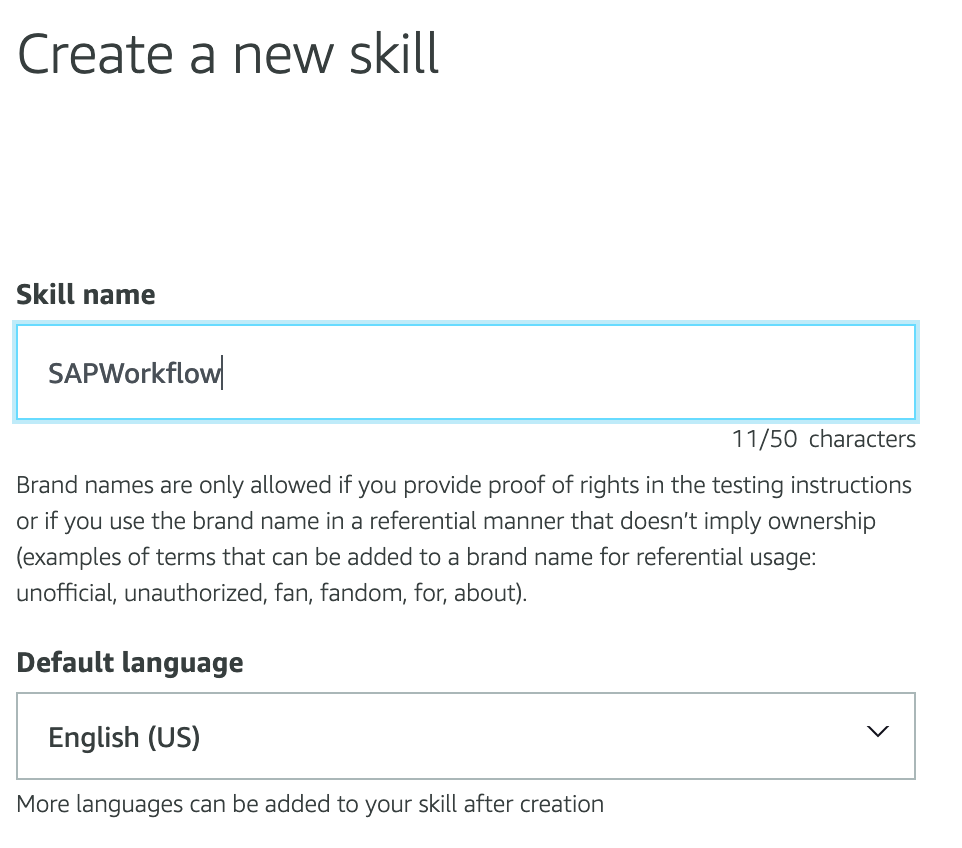 Create a new skill
Skill name
SAPWorkflow
11/50 characters
Brand names are only allowed if you provide proof of rights in the testing instructions
or if you use the brand name in a referential manner that doesn't imply ownership
(examples of terms that can be added to a brand name for referential usage:
unofficial, unauthorized, fan, fandom, for, about).
Default language
English (US)
More languages can be added to your skill after creation